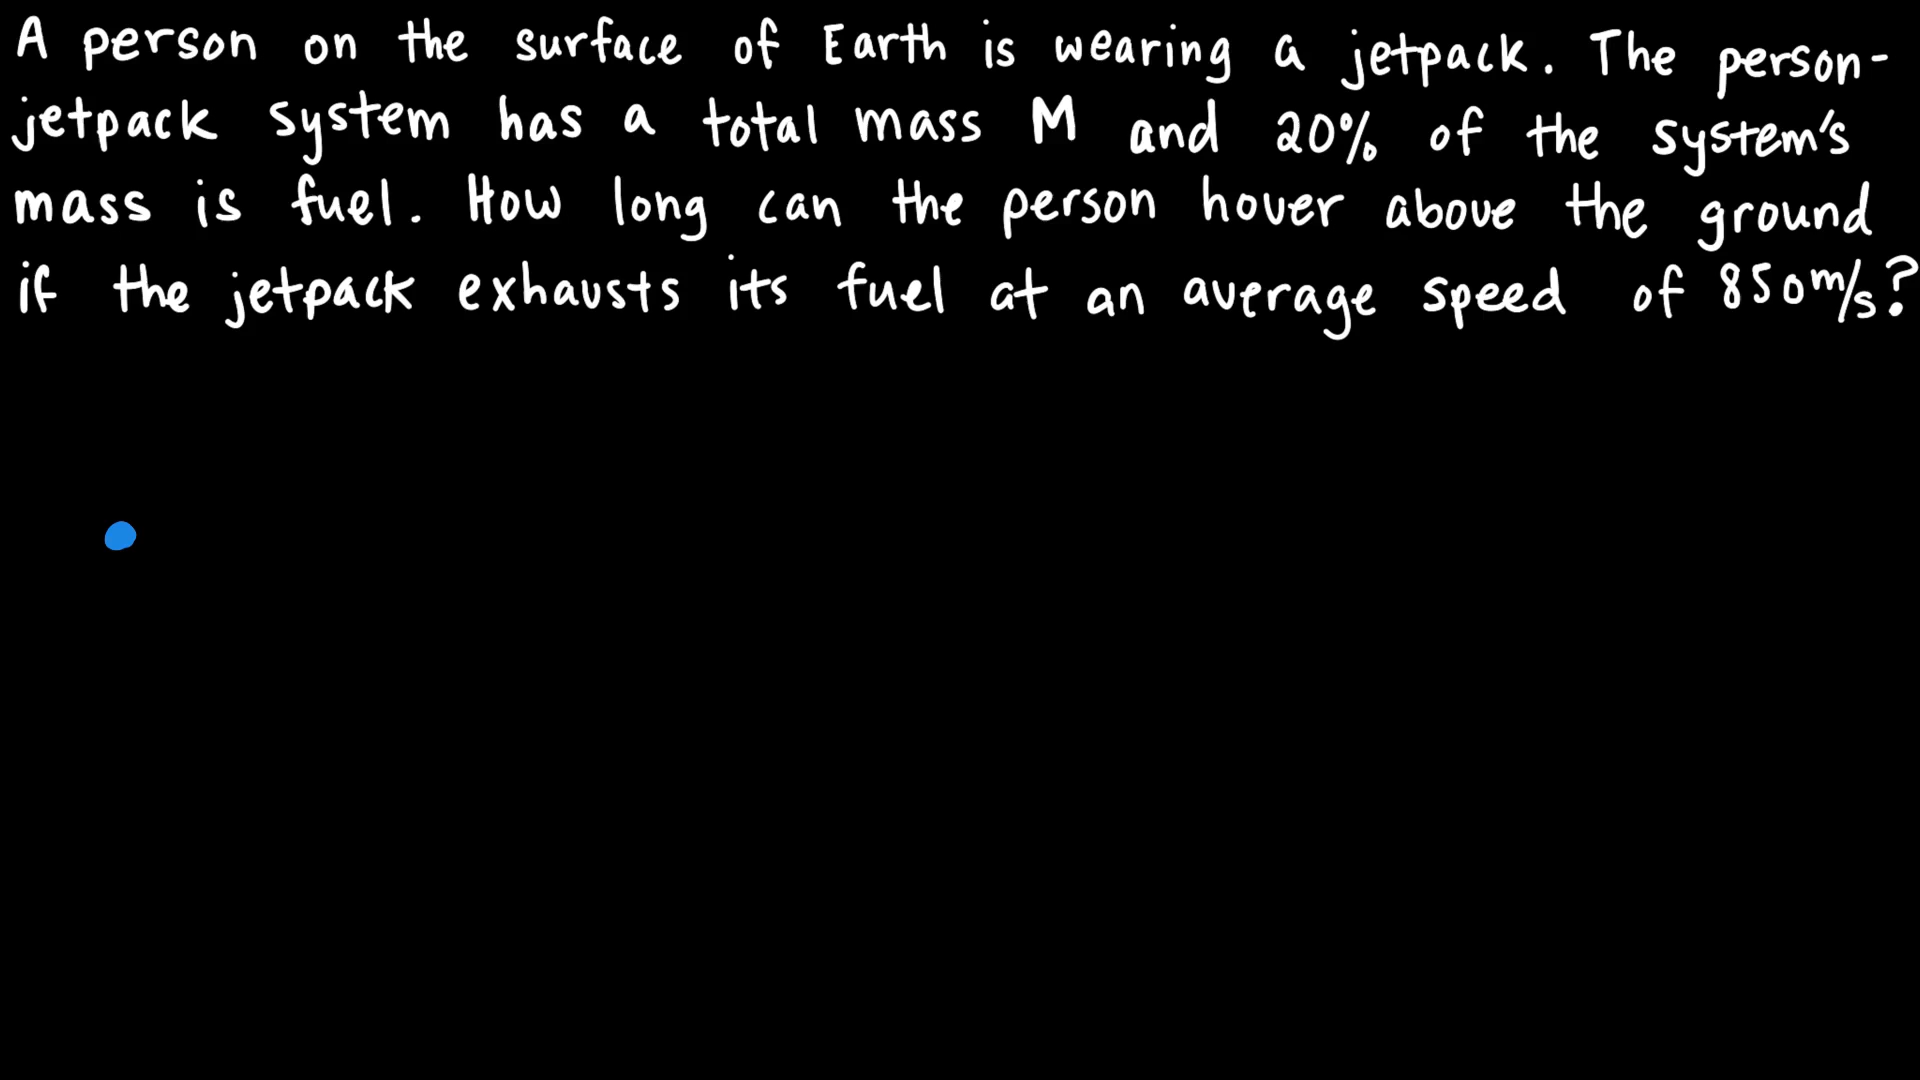 A person on the surface of Earth is wearing a jetpack. The person-
jetpack system has a total mass M and 20% of the system's
mass is fuel. How long can the person hover above the ground
if the jetpack exhausts its fuel at an average speed of 850 m/s?